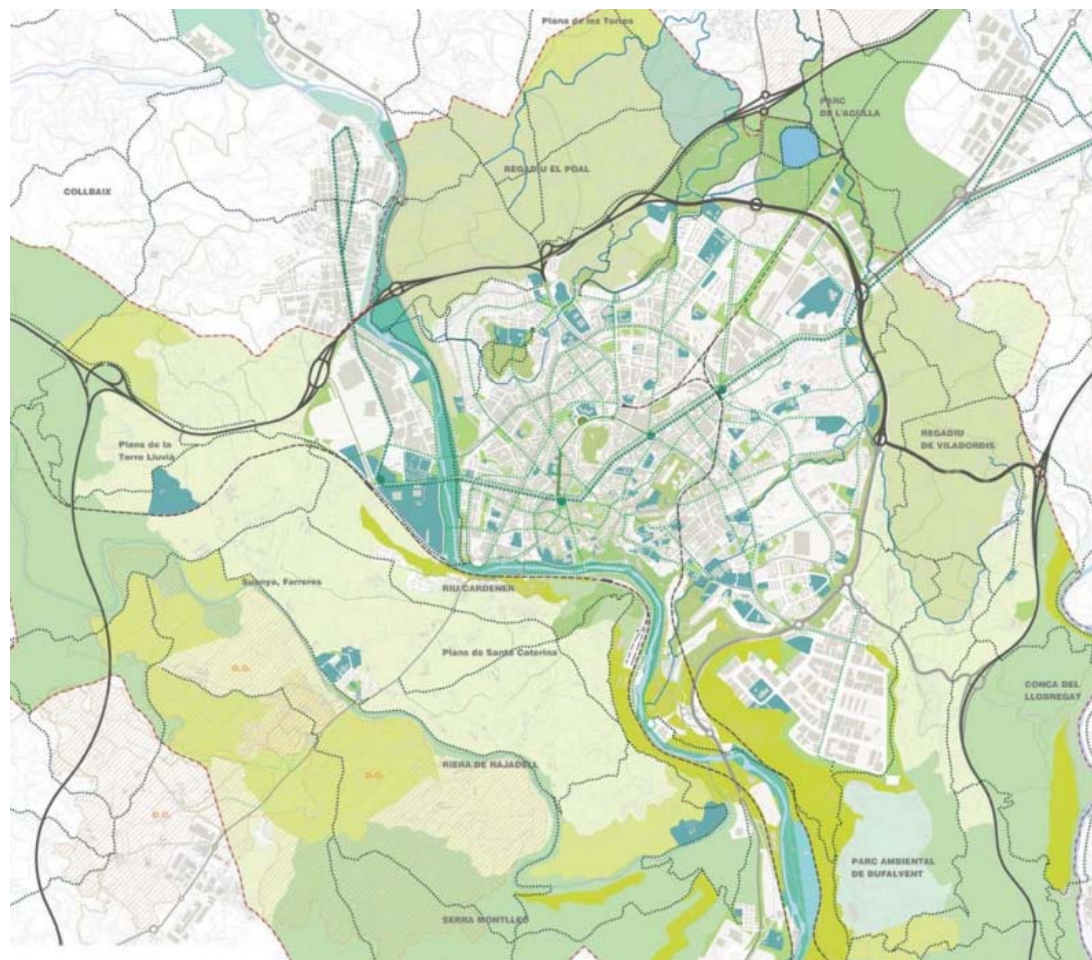 Plana de les Torres
PARC
DE L'AGULLA
REGADIU EL POAL
COLLBAIX
Plans de la
Torre Lluvià
REGADIU
DE VILADORDIS
Suanya, Farreres
RIU CARDENER
Plans de Santa Caterina
D.O.
CONCA DEL
LLOBREGAT
RIERA DE RAJADELL
D.O.
D.O.
PARC AMBIENTAL
DE BUFALVENT
SERRA MONTLLEÓ